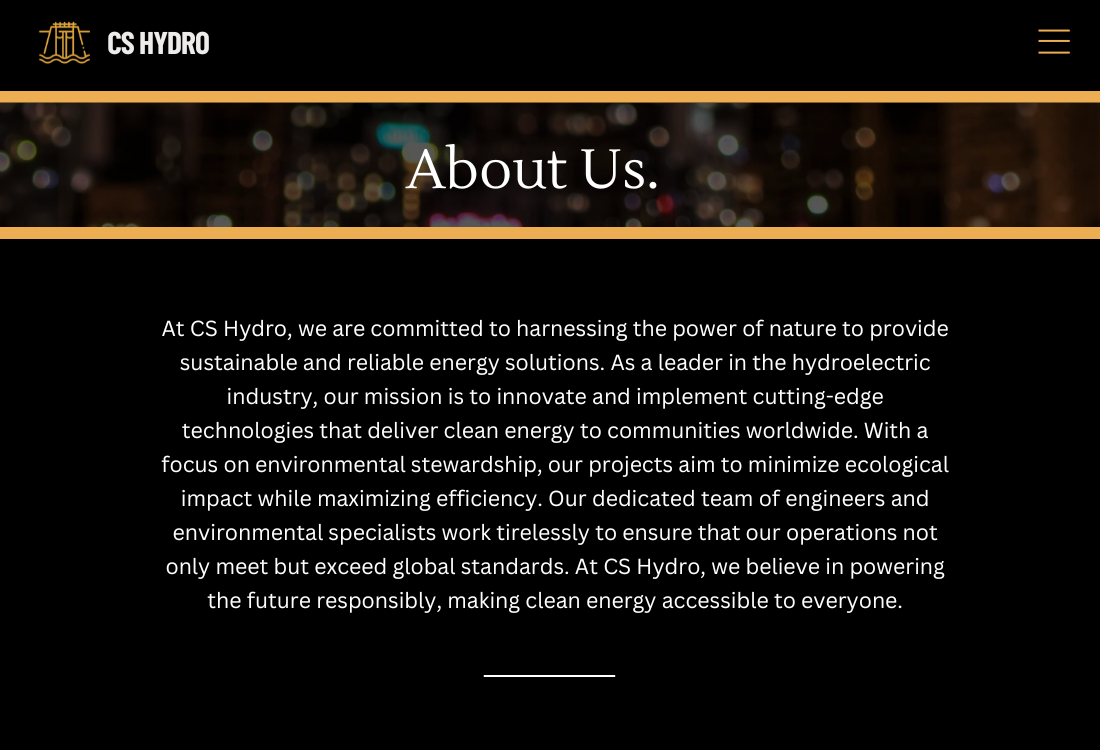 CS HYDRO
About Us.
At CS Hydro, we are committed to harnessing the power of nature to provide
sustainable and reliable energy solutions. As a leader in the hydroelectric
industry, our mission is to innovate and implement cutting-edge
technologies that deliver clean energy to communities worldwide. With a
focus on environmental stewardship, our projects aim to minimize ecological
impact while maximizing efficiency. Our dedicated team of engineers and
environmental specialists work tirelessly to ensure that our operations not
only meet but exceed global standards. At CS Hydro, we believe in powering
the future responsibly, making clean energy accessible to everyone.